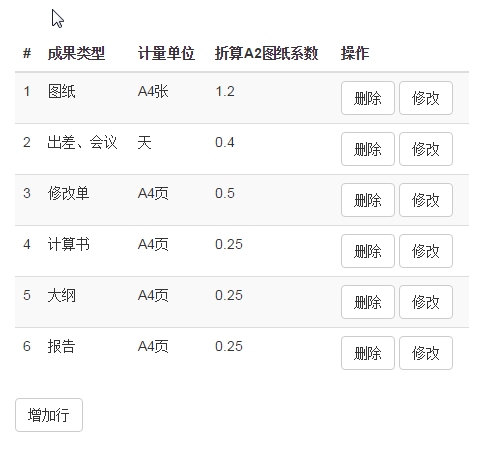 # 成果类型 计量单位 折算A2图纸系数 操作
1 图纸 A4张 1.2 删除 修改
2 出差、会议 天 0.4 删除 修改
3 修改单 A4页 0.5 删除 修改
4 计算书 A4页 0.25 删除 修改
5 大纲 A4页 0.25 删除 修改
6 报告 A4页 0.25 删除 修改
增加行